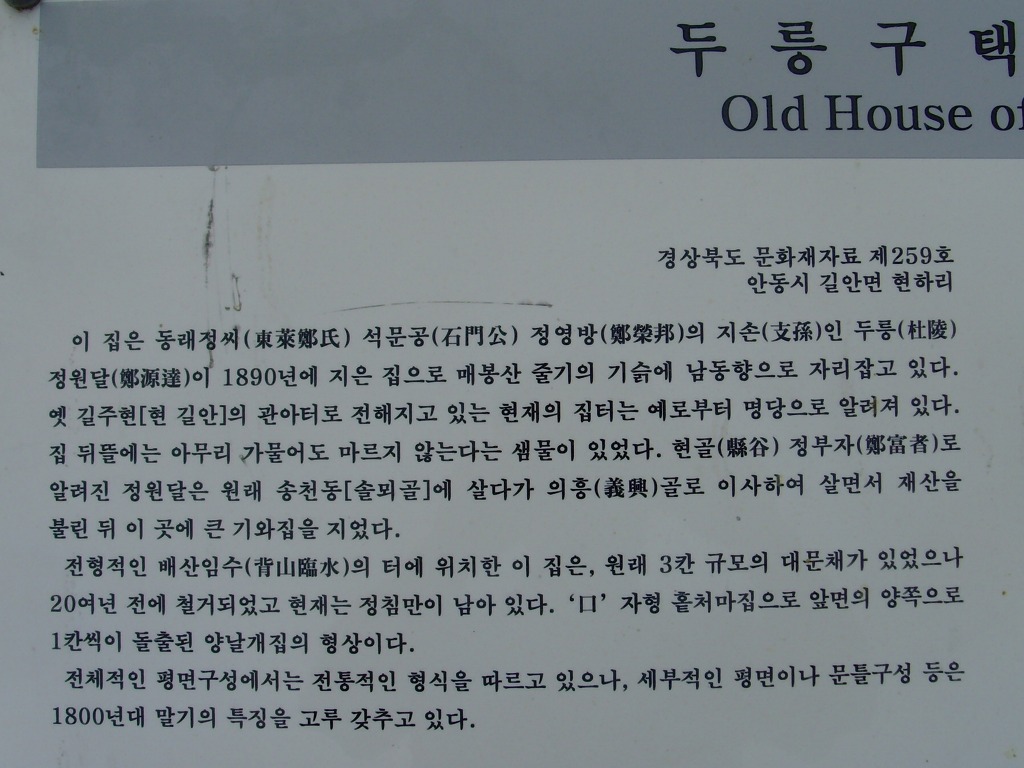 두 릉 구 택
Old House of
경상북도 문화재자료 제259호
안동시 길안면 현하리
이 집은 동래정씨(東萊鄭氏) 석문공(石門公) 정영방(鄭榮邦)의 지손(支孫)인 두릉(杜陵)
정원달(鄭源達)이 1890년에 지은 집으로 매봉산 줄기의 기슭에 남동향으로 자리잡고 있다.
옛 길주현[현 길안]의 관아터로 전해지고 있는 현재의 집터는 예로부터 명당으로 알려져 있다.
집 뒤뜰에는 아무리 가물어도 마르지 않는다는 샘물이 있었다. 현골(縣谷) 정부자(鄭富者)로
알려진 정원달은 원래 송천동[솔뫼골]에 살다가 의흥(義興)골로 이사하여 살면서 재산을
불린 뒤 이 곳에 큰 기와집을 지었다.
전형적인 배산임수(背山臨水)의 터에 위치한 이 집은, 원래 3칸 규모의 대문채가 있었으나
20여년 전에 철거되었고 현재는 정침만이 남아 있다. ‘口’ 자형 홑처마집으로 앞면의 양쪽으로
1칸씩이 돌출된 양날개집의 형상이다.
전체적인 평면구성에서는 전통적인 형식을 따르고 있으나, 세부적인 평면이나 문틀구성 등은
1800년대 말기의 특징을 고루 갖추고 있다.